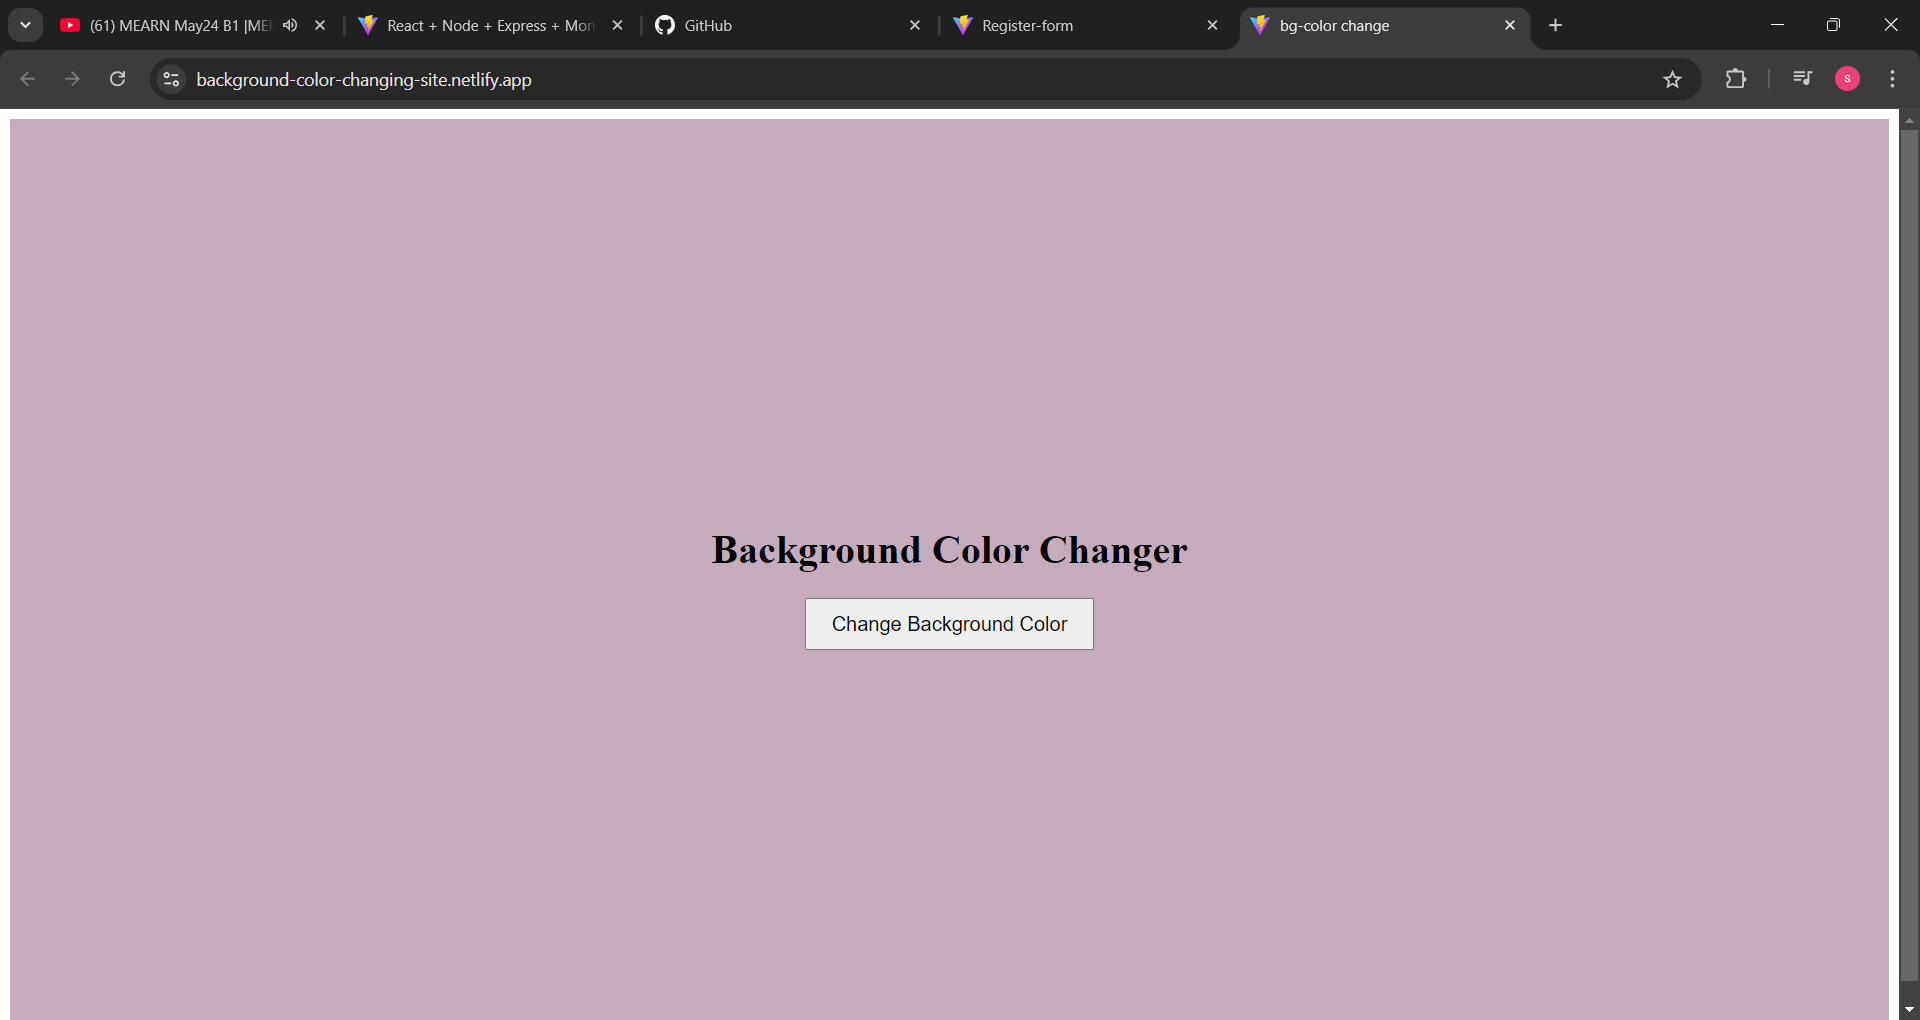 (61) MEARN May24 B1 |MEF
React + Node + Express + Mon
GitHub
Register-form
bg-color change
background-color-changing-site.netlify.app
s
Background Color Changer
Change Background Color